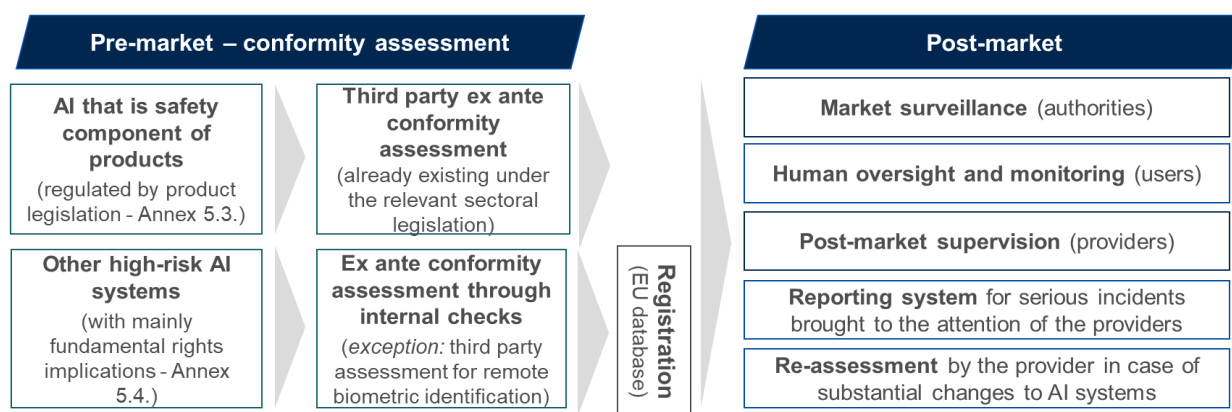 Pre-market – conformity assessment
AI that is safety
component of
products
(regulated by product
legislation - Annex 5.3.)
Third party ex ante
conformity
assessment
(already existing under
the relevant sectoral
legislation)
Other high-risk AI
systems
(with mainly
fundamental rights
implications - Annex
5.4.)
Ex ante conformity
assessment through
internal checks
(exception: third party
assessment for remote
biometric identification)
Registration
(EU database)
Post-market
Market surveillance (authorities)
Human oversight and monitoring (users)
Post-market supervision (providers)
Reporting system for serious incidents
brought to the attention of the providers
Re-assessment by the provider in case of
substantial changes to AI systems